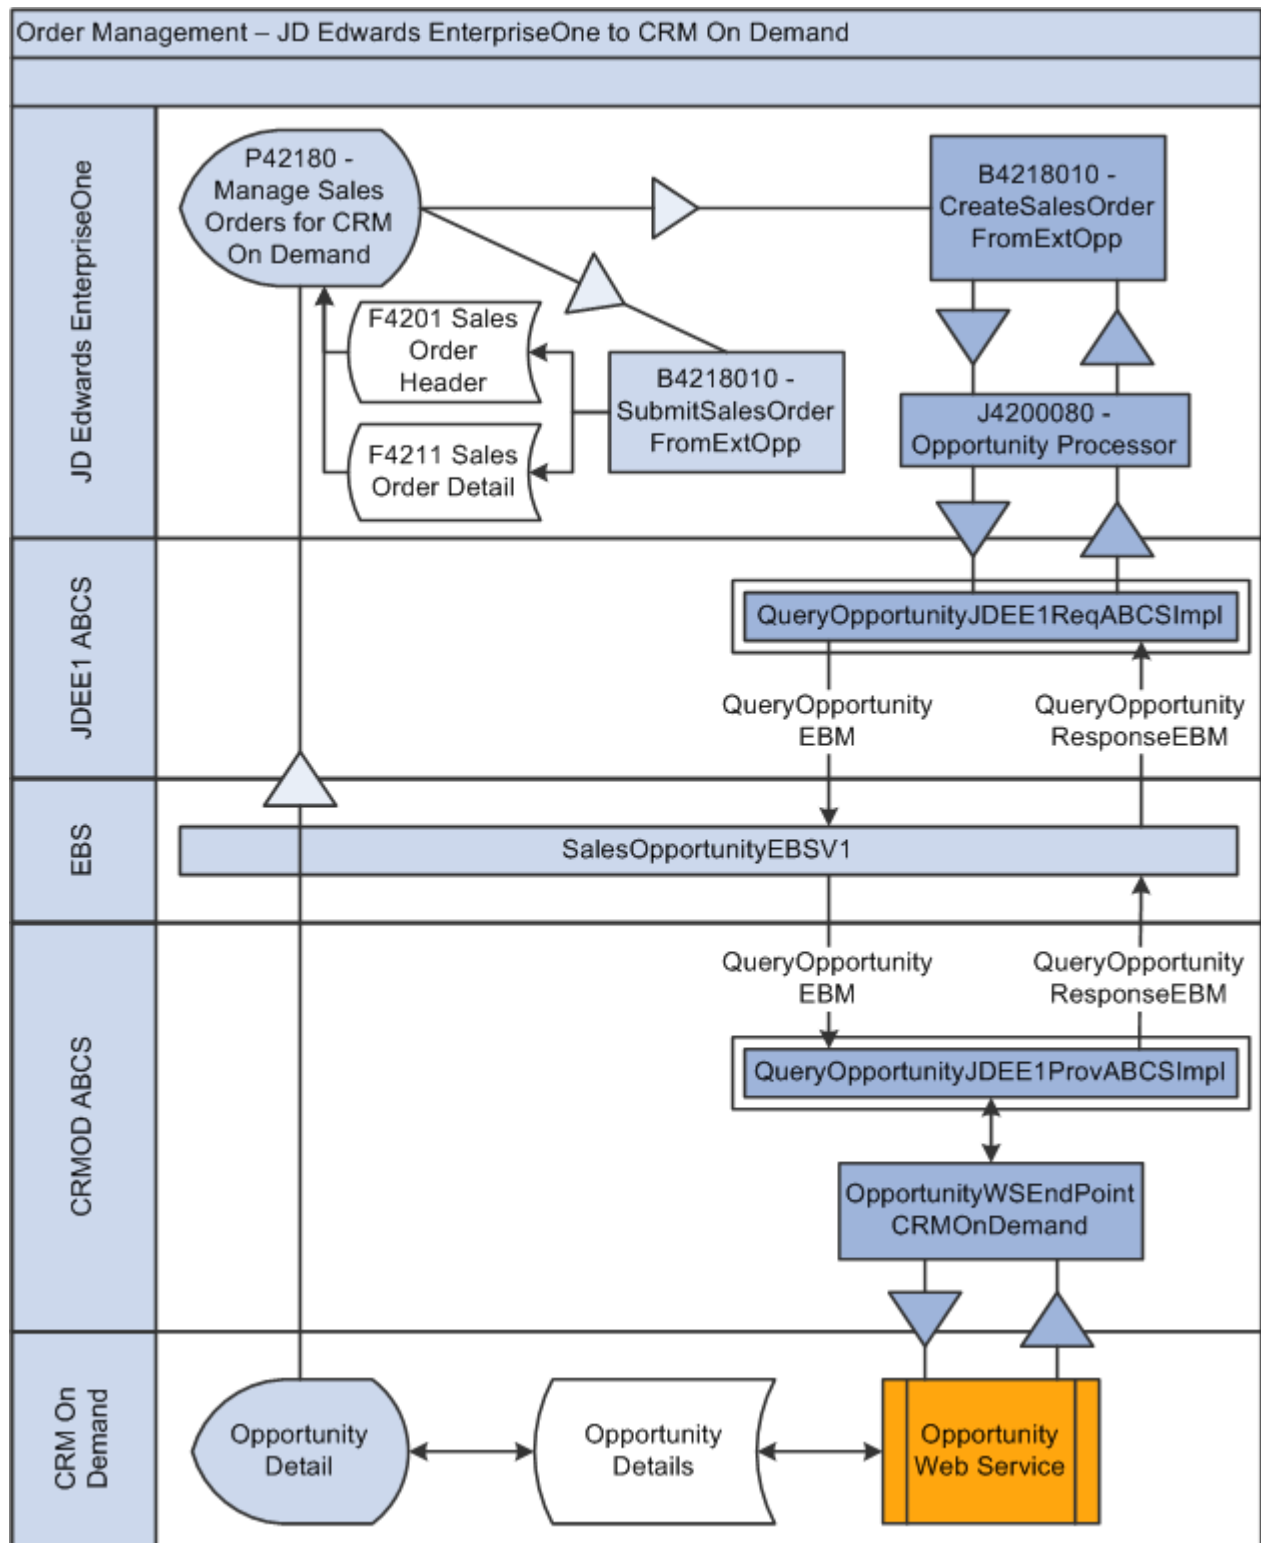 Order Management – JD Edwards EnterpriseOne to CRM On Demand
JD Edwards EnterpriseOne
P42180 -
Manage Sales
Orders for CRM
On Demand
B4218010 -
CreateSalesOrder
FromExtOpp
F4201 Sales
Order
Header
B4218010 -
SubmitSalesOrder
FromExtOpp
F4211 Sales
Order Detail
J4200080 -
Opportunity Processor
JDEE1 ABCS
QueryOpportunityJDEE1ReqABCSImpl
QueryOpportunity
EBM
QueryOpportunity
ResponseEBM
EBS
SalesOpportunityEBSV1
CRMOD ABCS
QueryOpportunity
EBM
QueryOpportunity
ResponseEBM
QueryOpportunityJDEE1ProvABCSImpl
OpportunityWSEndPoint
CRMOnDemand
CRM On
Demand
Opportunity
Detail
Opportunity
Details
Opportunity
Web Service